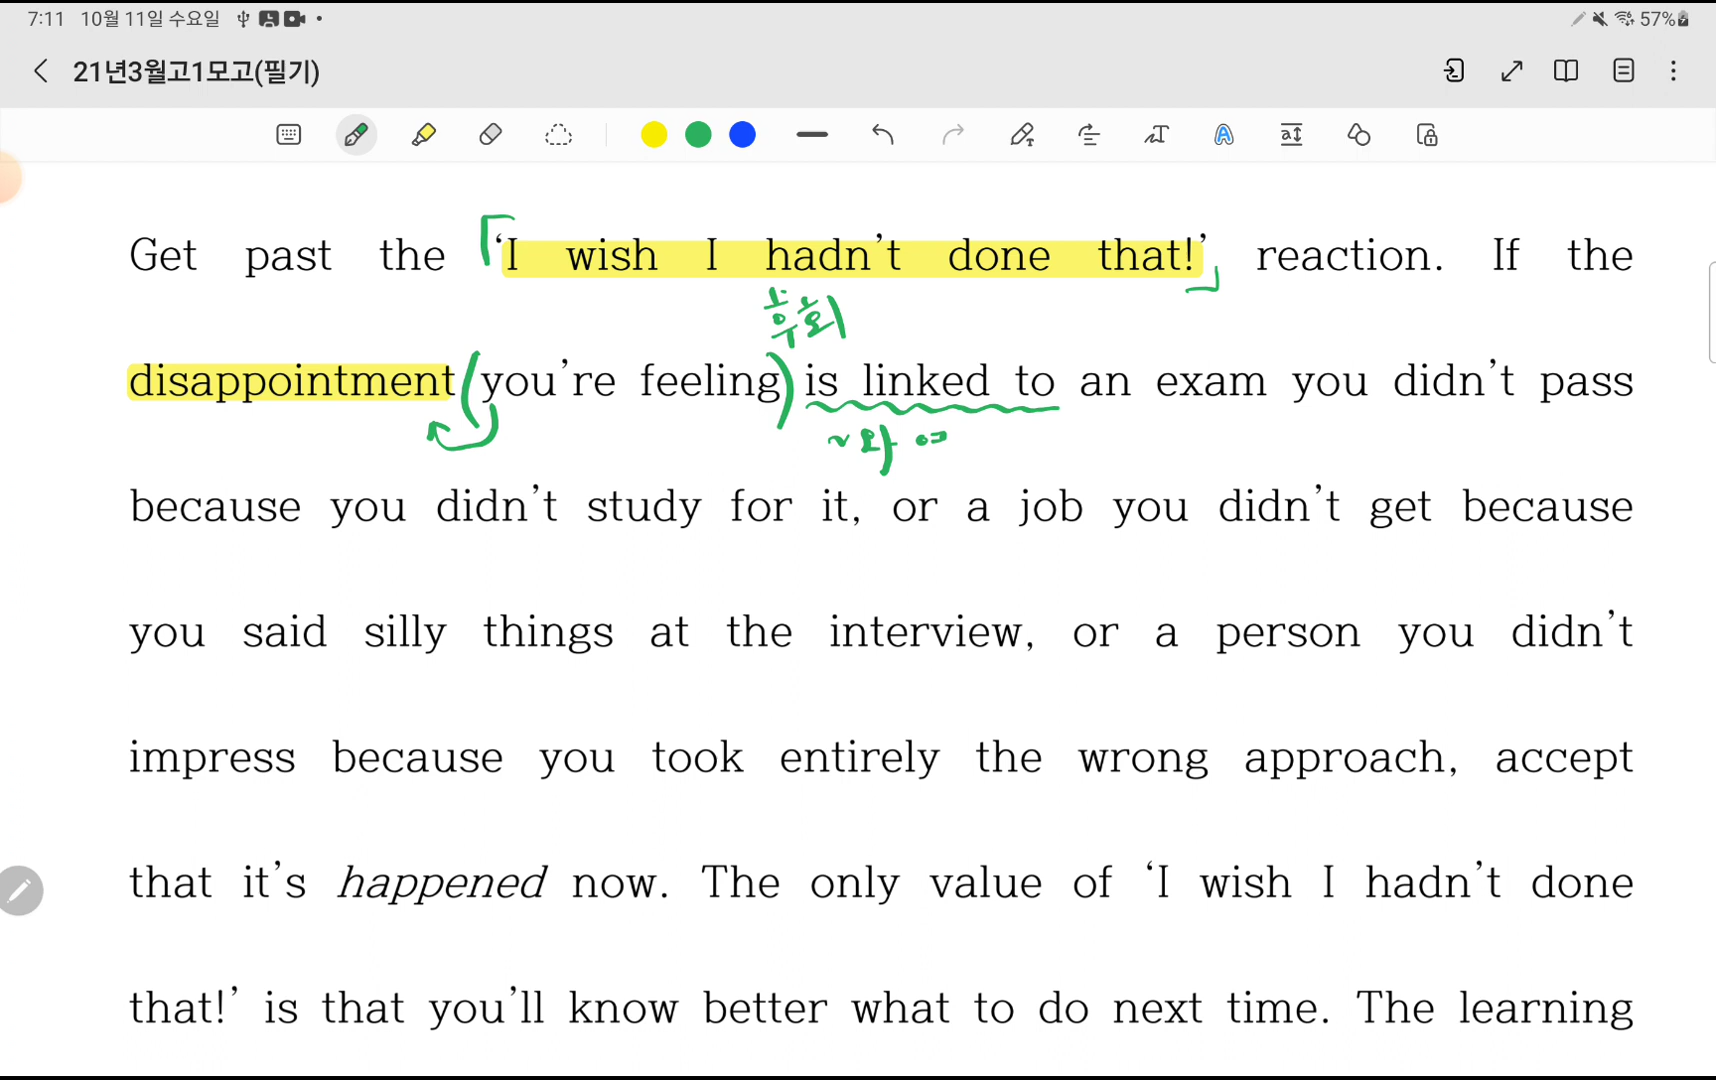 7:11 10월 11일 수요일 57%
21년3월고1모고(필기)
Get past the 「‘I wish I hadn’t done that!’」 reaction. If the
후회
disappointment (you’re feeling) is linked to an exam you didn’t pass
~와 여
because you didn’t study for it, or a job you didn’t get because
you said silly things at the interview, or a person you didn’t
impress because you took entirely the wrong approach, accept
that it’s happened now. The only value of ‘I wish I hadn’t done
that!’ is that you’ll know better what to do next time. The learning